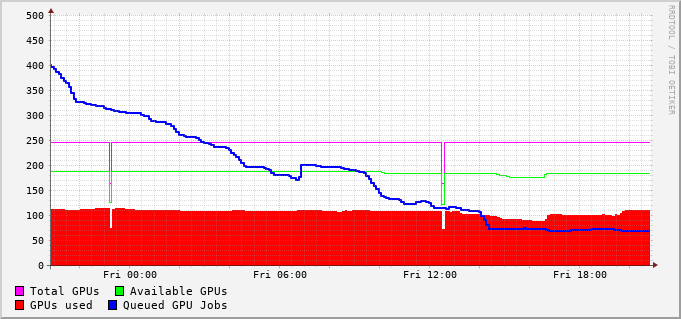 500
450
400
350
300
250
200
150
100
50
0
Fri 00:00 Fri 06:00 Fri 12:00 Fri 18:00
Total GPUs Available GPUs
GPUs used Queued GPU Jobs
RRDTOOL / TOBI OETIKER